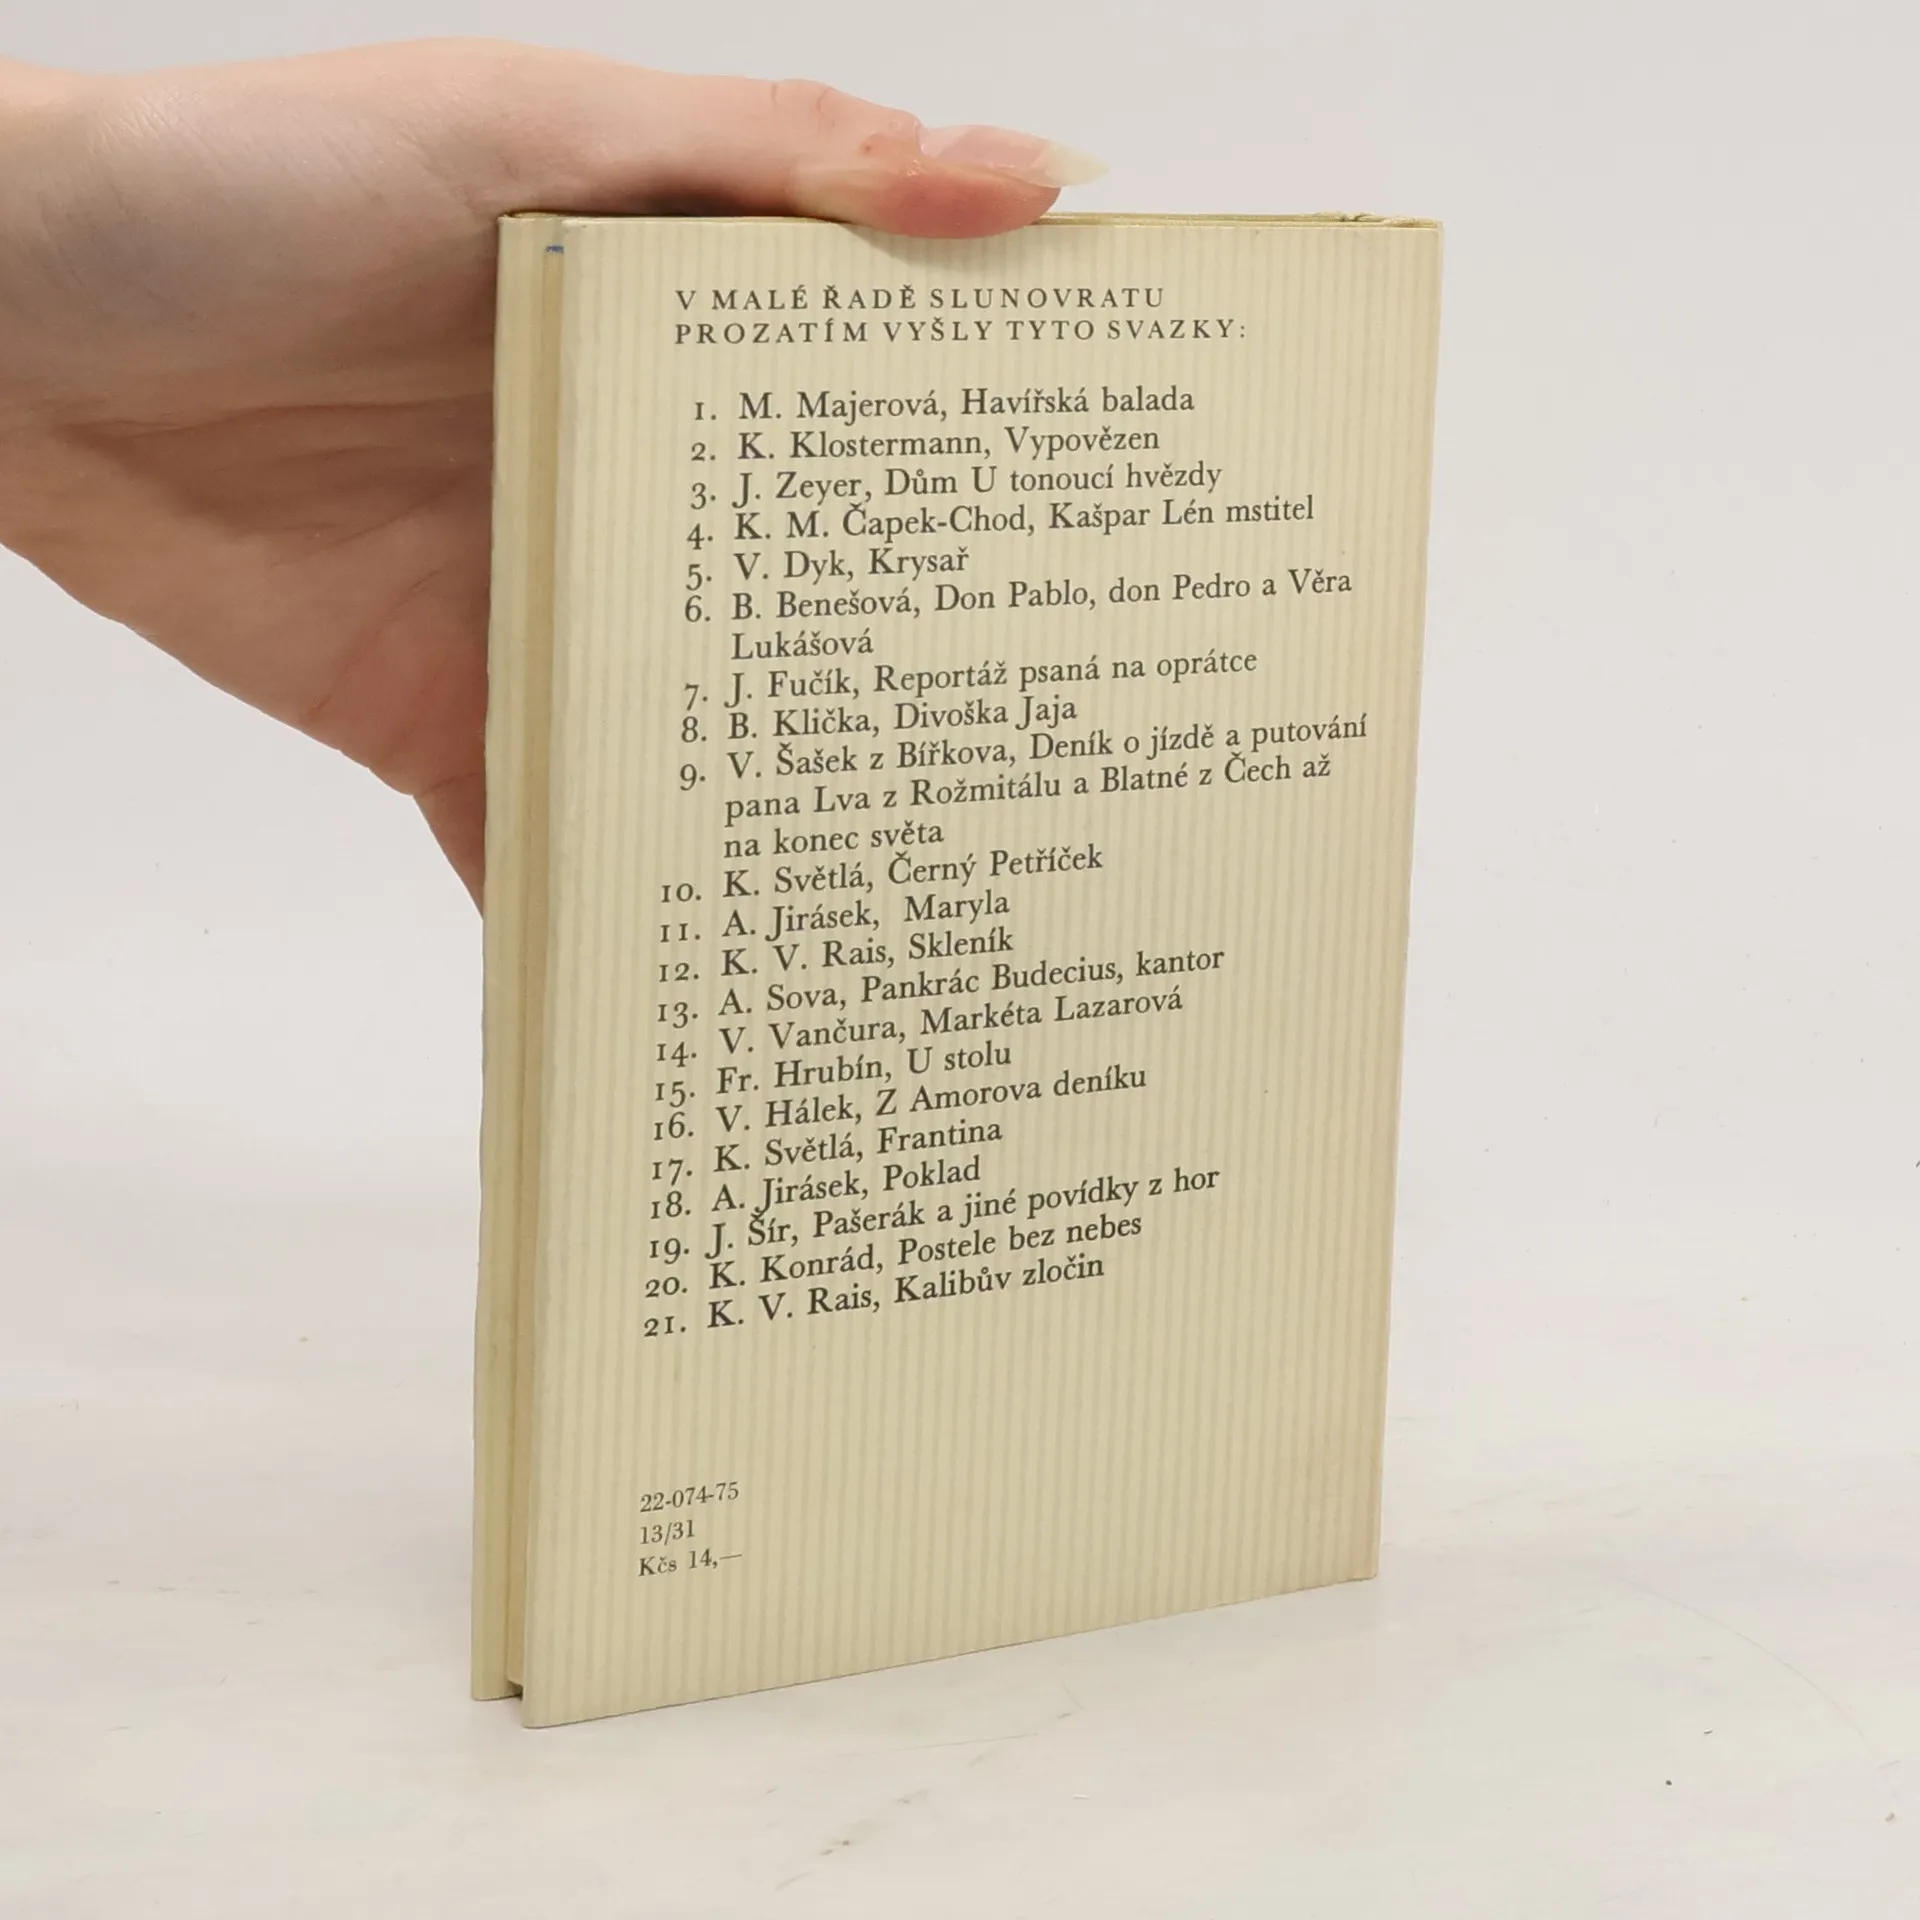 V MALÉ ŘADĚ SLUNOVRATU
PROZATÍM VYŠLY TYTO SVAZKY:
1. M. Majerová, Havířská balada
2. K. Klostermann, Vypovězen
3. J. Zeyer, Dům U tonoucí hvězdy
4. K. M. Čapek-Chod, Kašpar Lén mstitel
5. V. Dyk, Krysař
6. B. Benešová, Don Pablo, don Pedro a Věra
Lukášová
7. J. Fučík, Reportáž psaná na oprátce
8. B. Klička, Divoška Jaja
9. V. Šašek z Bířkova, Deník o jízdě a putování
pana Lva z Rožmitálu a Blatné z Čech až
na konec světa
10. K. Světlá, Černý Petříček
11. A. Jirásek, Maryla
12. K. V. Rais, Skleník
13. A. Sova, Pankrác Budecius, kantor
14. V. Vančura, Markéta Lazarová
15. Fr. Hrubín, U stolu
16. V. Hálek, Z Amorova deníku
17. K. Světlá, Frantina
18. A. Jirásek, Poklad
19. J. Šír, Pašerák a jiné povídky z hor
20. K. Konrád, Postele bez nebes
21. K. V. Rais, Kalibův zločin
22-074-75
13/31
Kčs 14,—